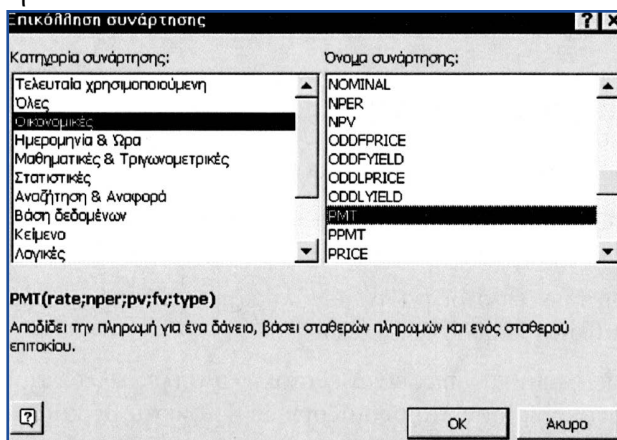 Επικόλληση συνάρτησης
Κατηγορία συνάρτησης:
Τελευταία χρησιμοποιούμενη
Όλες
Οικονομικές
Ημερομηνία & Ώρα
Μαθηματικές & Τριγωνομετρικές
Στατιστικές
Αναζήτηση & Αναφορά
Βάση δεδομένων
Κείμενο
Λογικές
Όνομα συνάρτησης:
NOMINAL
NPER
NPV
ODDFPRICE
ODDFYIELD
ODDLPRICE
ODDLYIELD
PMT
PPMT
PRICE
PMT(rate;nper;pv;fv;type)
Αποδίδει την πληρωμή για ένα δάνειο, βάσει σταθερών πληρωμών και ενός σταθερού
επιτοκίου.
OK
Άκυρο